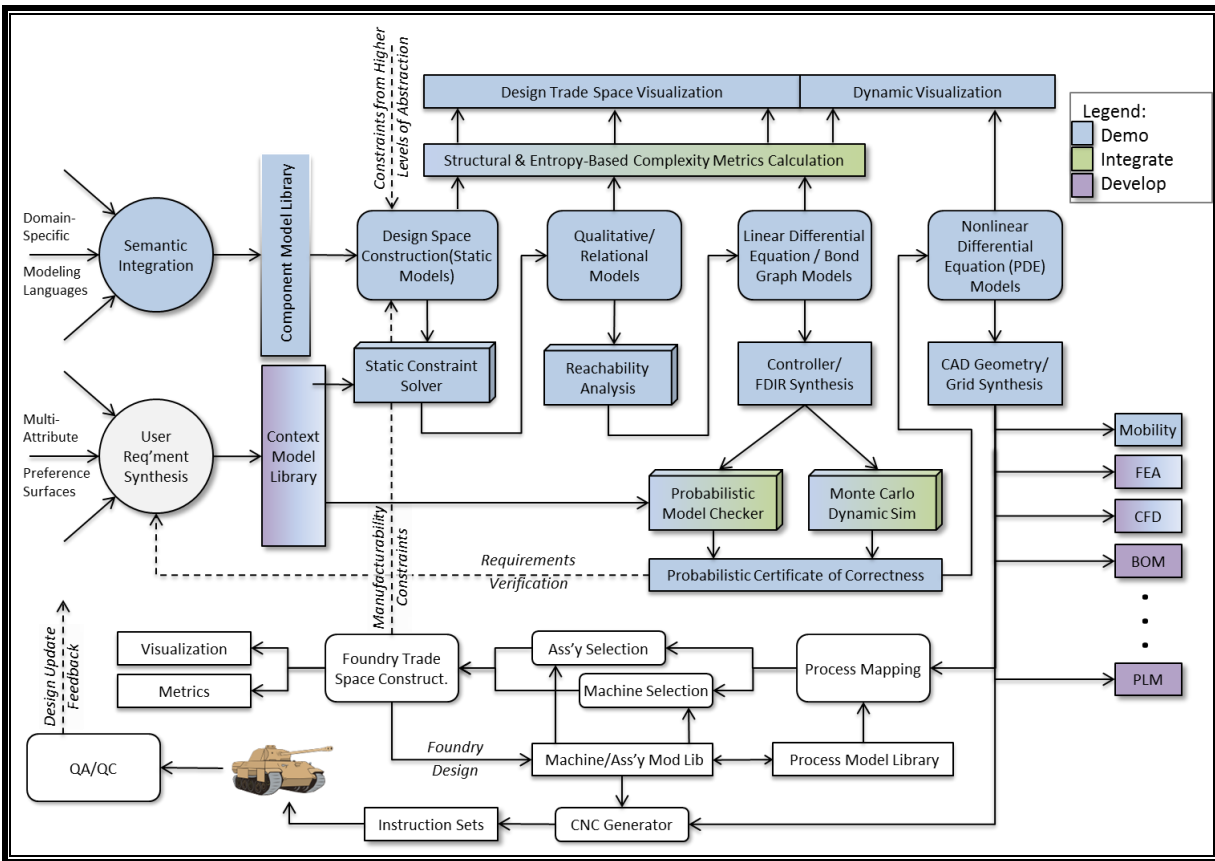 Constraints from Higher
Levels of Abstraction
Design Trade Space Visualization
Dynamic Visualization
Legend:
Demo
Integrate
Develop
Structural & Entropy-Based Complexity Metrics Calculation
Domain-
Specific
Modeling
Languages
Semantic
Integration
Component Model Library
Design Space
Construction(Static
Models)
Qualitative/
Relational
Models
Linear Differential
Equation / Bond
Graph Models
Nonlinear
Differential
Equation (PDE)
Models
Static Constraint
Solver
Reachability
Analysis
Controller/
FDIR Synthesis
CAD Geometry/
Grid Synthesis
Multi-
Attribute
Preference
Surfaces
User
Req'ment
Synthesis
Context
Model
Library
Probabilistic
Model Checker
Monte Carlo
Dynamic Sim
Mobility
FEA
CFD
BOM
PLM
Manufacturability
Constraints
Requirements
Verification
Probabilistic Certificate of Correctness
Design Update
Feedback
Visualization
Metrics
Foundry Trade
Space Construct.
Ass'y Selection
Machine Selection
Process Mapping
QA/QC
Foundry
Design
Machine/Ass'y Mod Lib
Process Model Library
Instruction Sets
CNC Generator